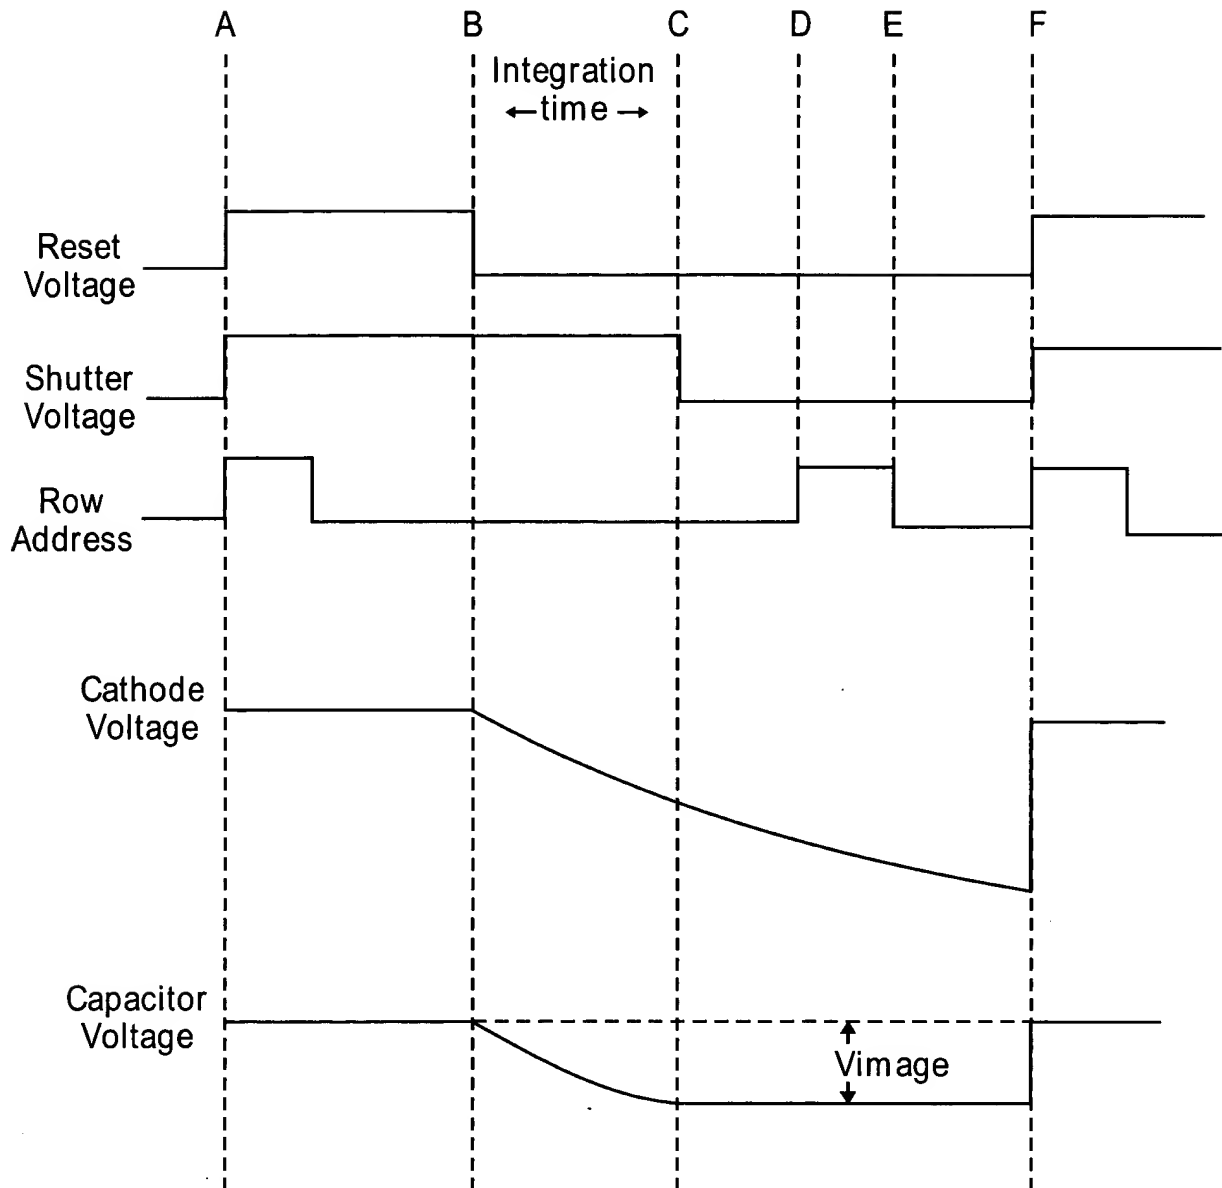 A B C D E F
Integration
time
Reset
Voltage
Shutter
Voltage
Row
Address
Cathode
Voltage
Capacitor
Voltage
Vimage